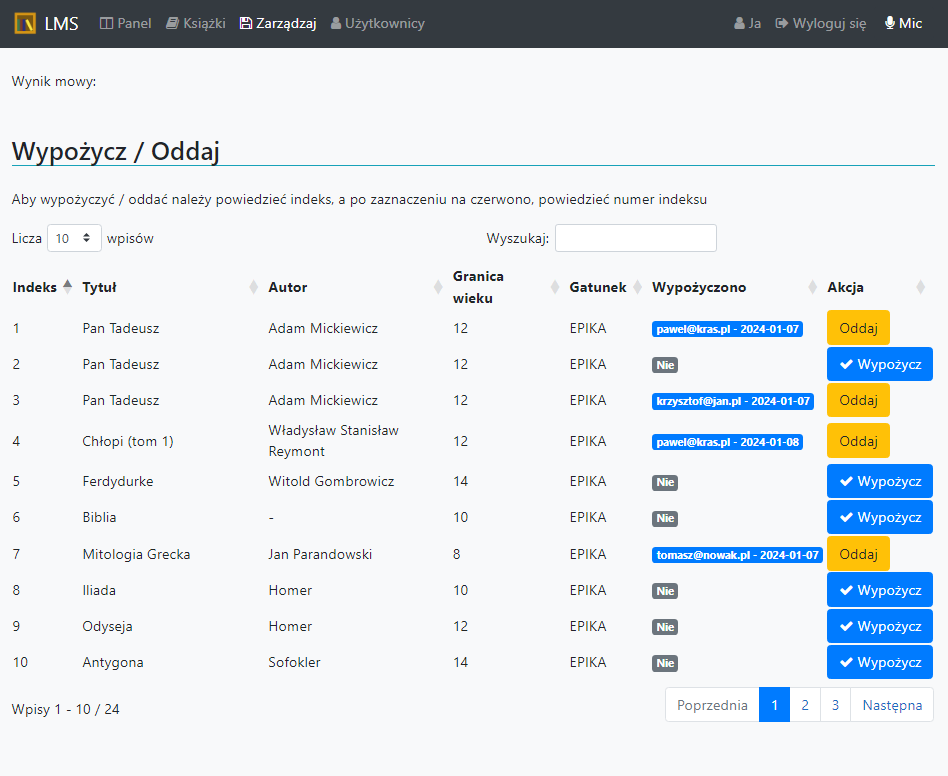 LMS Panel Książki Zarządzaj Użytkownicy Ja Wyloguj się Mic
Wynik mowy:
Wypożycz / Oddaj
Aby wypożyczyć / oddać należy powiedzieć indeks, a po zaznaczeniu na czerwono, powiedzieć numer indeksu
Licza 10 wpisów Wyszukaj:
Indeks Tytuł Autor Granica wieku Gatunek Wypożyczono Akcja
1 Pan Tadeusz Adam Mickiewicz 12 EPIKA pawel@kras.pl - 2024-01-07 Oddaj
2 Pan Tadeusz Adam Mickiewicz 12 EPIKA Nie Wypożycz
3 Pan Tadeusz Adam Mickiewicz 12 EPIKA krzysztof@jan.pl - 2024-01-07 Oddaj
4 Chłopi (tom 1) Władysław Stanisław Reymont 12 EPIKA pawel@kras.pl - 2024-01-08 Oddaj
5 Ferdydurke Witold Gombrowicz 14 EPIKA Nie Wypożycz
6 Biblia - 10 EPIKA Nie Wypożycz
7 Mitologia Grecka Jan Parandowski 8 EPIKA tomasz@nowak.pl - 2024-01-07 Oddaj
8 Iliada Homer 10 EPIKA Nie Wypożycz
9 Odyseja Homer 12 EPIKA Nie Wypożycz
10 Antygona Sofokler 14 EPIKA Nie Wypożycz
Wpisy 1 - 10 / 24 Poprzednia 1 2 3 Następna